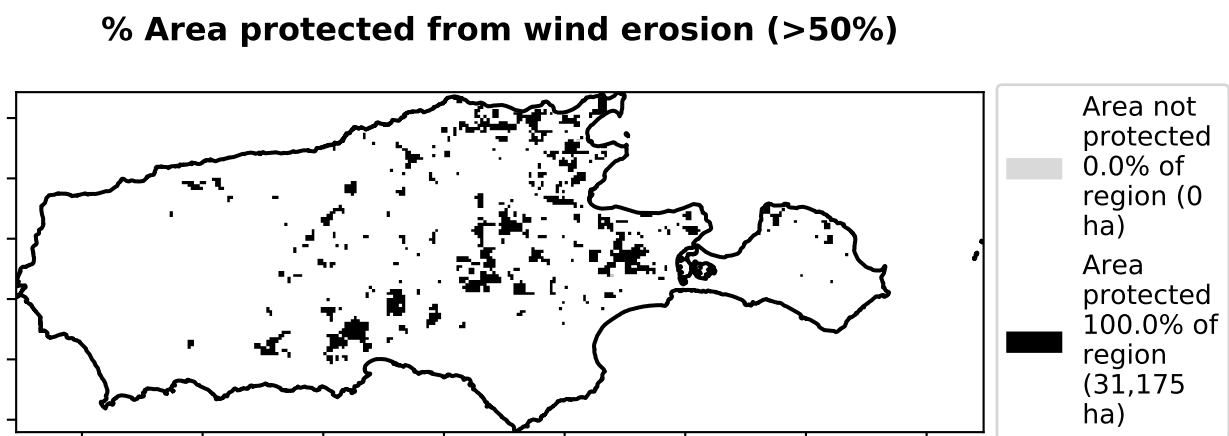 % Area protected from wind erosion (>50%)
Area not
protected
0.0% of
region (0
ha)
Area
protected
100.0% of
region
(31,175
ha)